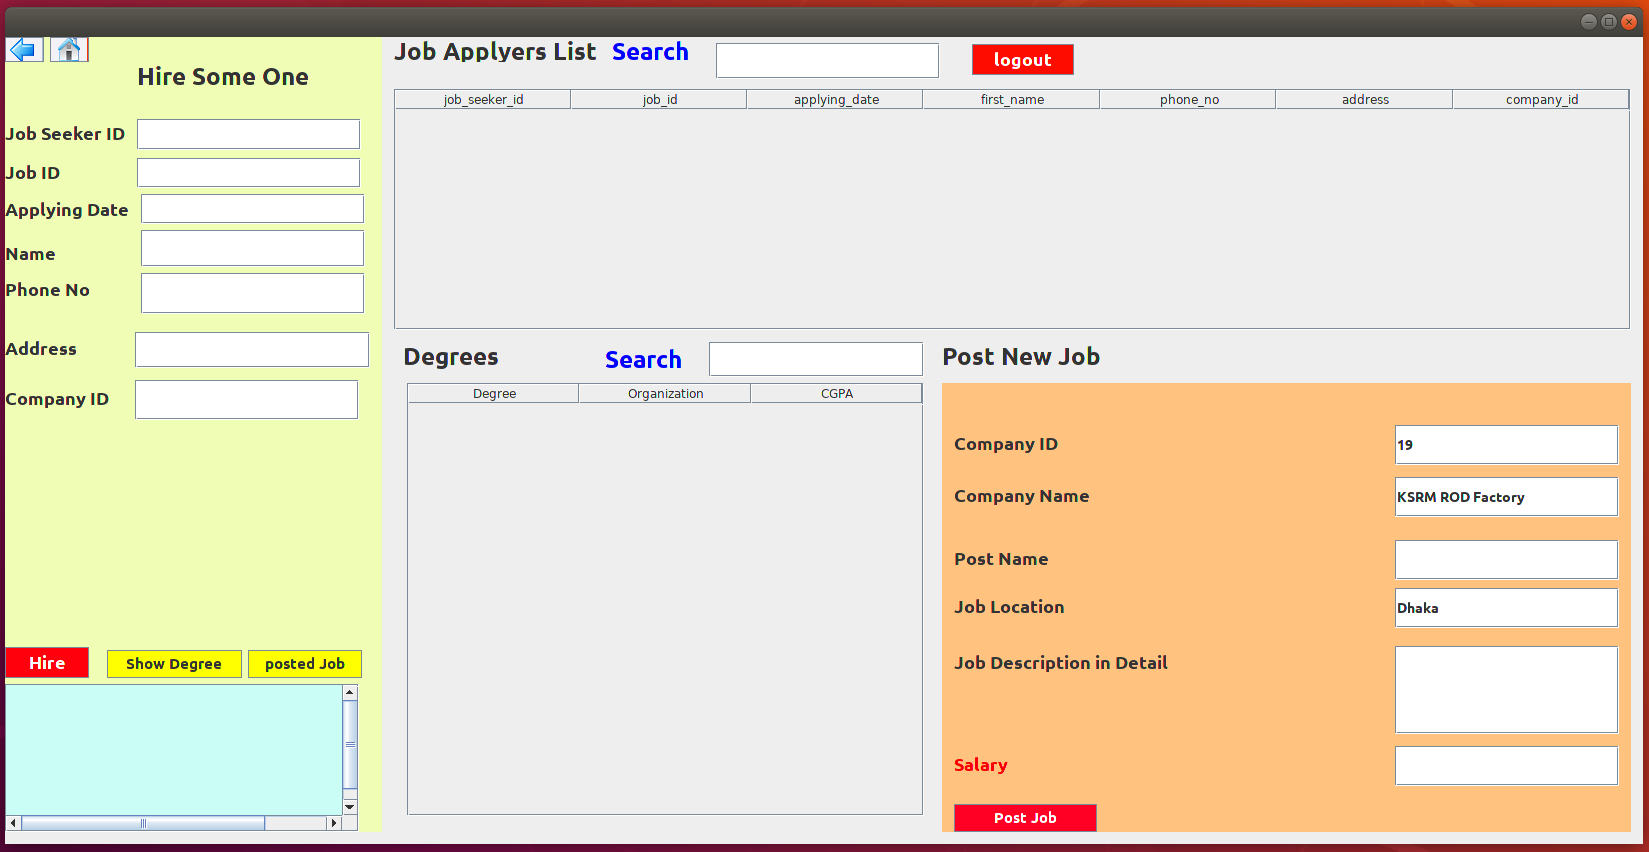 Hire Some One
Job Seeker ID
Job ID
Applying Date
Name
Phone No
Address
Company ID
Hire
Show Degree
posted Job
Job Applyers List
Search
logout
job_seeker_id job_id applying_date first_name phone_no address company_id
Degrees
Search
Degree Organization CGPA
Post New Job
Company ID 19
Company Name KSRM ROD Factory
Post Name
Job Location Dhaka
Job Description in Detail
Salary
Post Job